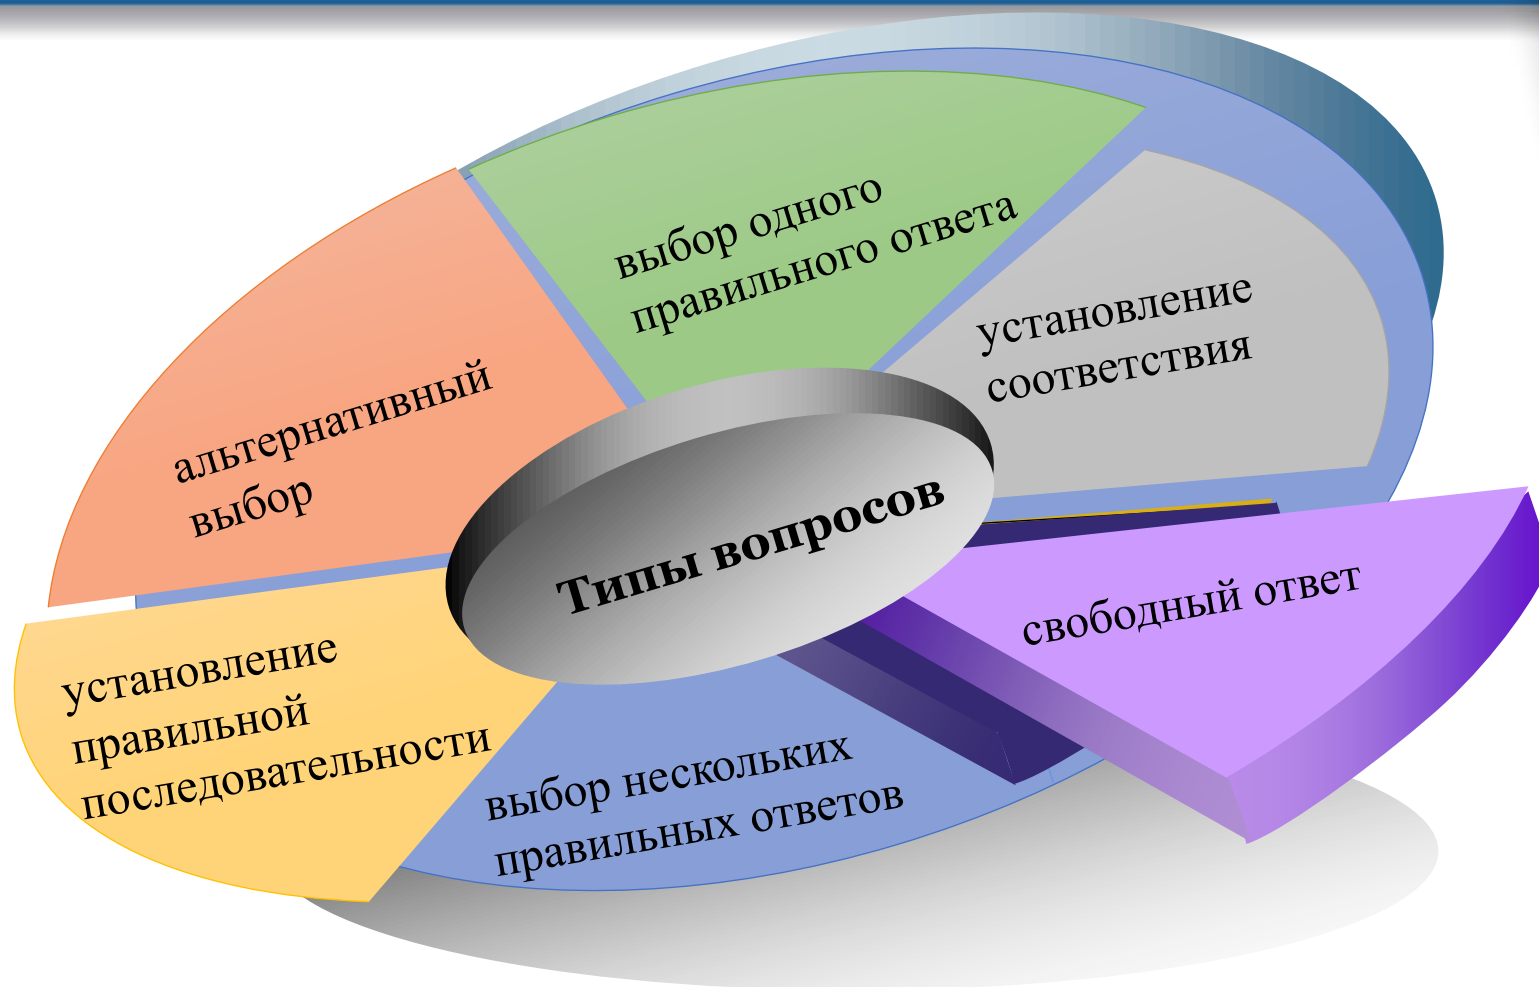 выбор одного
правильного ответа
установление
соответствия
альтернативный
выбор
Типы вопросов
свободный ответ
установление
правильной
последовательности
выбор нескольких
правильных ответов